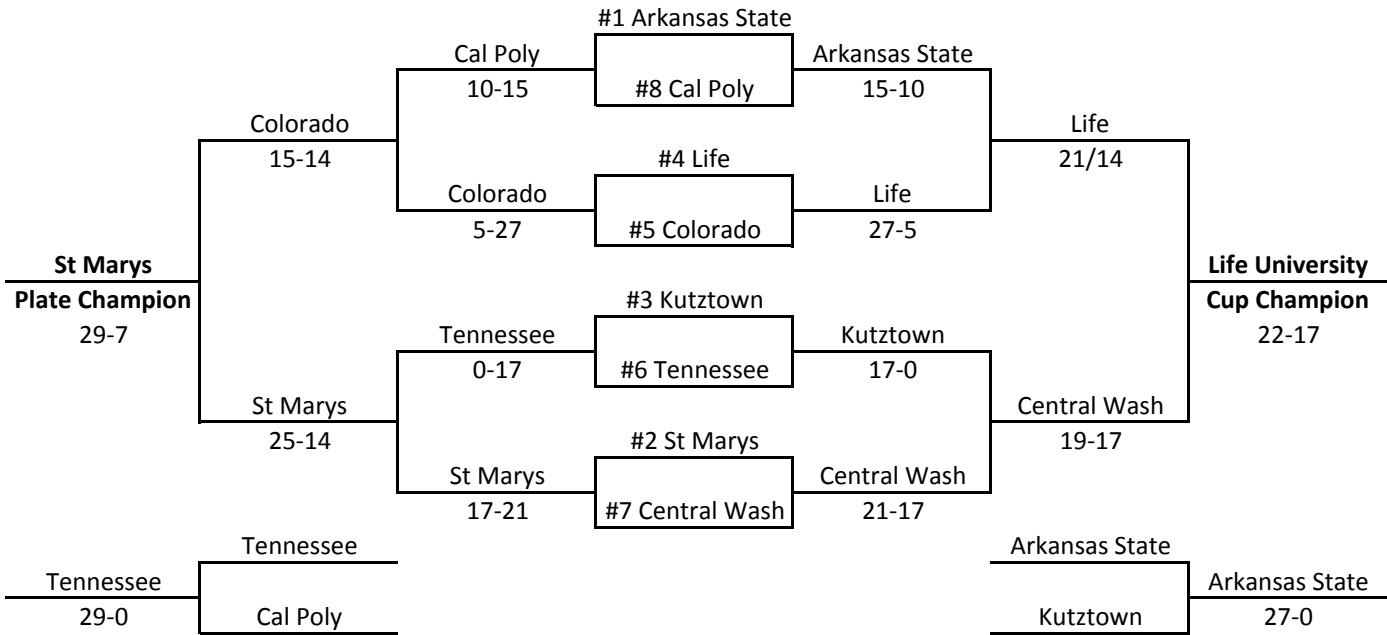 #1 Arkansas State
Cal Poly
Arkansas State
10-15
#8 Cal Poly
15-10
Colorado
Life
15-14
#4 Life
21/14
Colorado
Life
5-27
#5 Colorado
27-5
St Marys
Life University
Plate Champion
#3 Kutztown
Cup Champion
29-7
Tennessee
Kutztown
22-17
0-17
#6 Tennessee
17-0
St Marys
Central Wash
25-14
#2 St Marys
19-17
St Marys
Central Wash
17-21
#7 Central Wash
21-17
Tennessee
Arkansas State
Tennessee
Arkansas State
29-0
Cal Poly
Kutztown
27-0